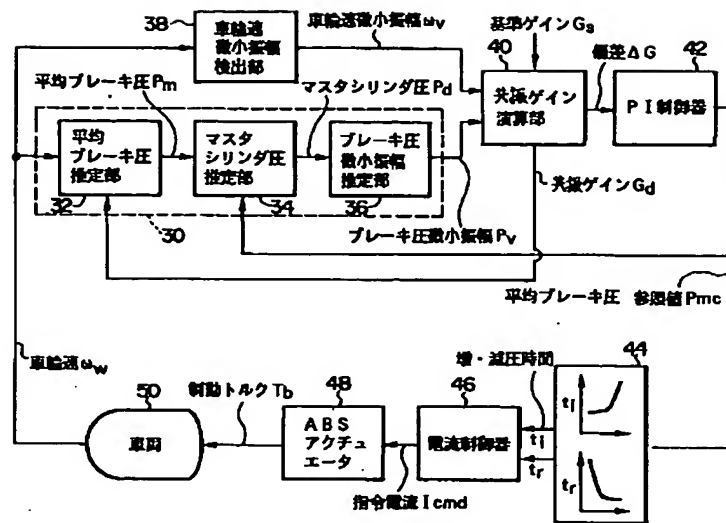 38
車輪速
微小振幅
検出部
車輪速微小振幅ωv
基準ゲインGs
40
共振ゲイン
演算部
偏差ΔG
42
PI制御器
平均ブレーキ圧Pm
マスタシリンダ圧Pd
平均
ブレーキ圧
推定部
32
マスタ
シリンダ圧
推定部
34
ブレーキ圧
微小振幅
推定部
36
30
共振ゲインGd
ブレーキ圧微小振幅Pv
平均ブレーキ圧 参照値Pmc
車輪速ωw
50
車両
制動トルクTb
48
ABS
アクチュ
エータ
指令電流Icmd
46
電流制御器
増・減圧時間
ti
tr
44
ti
tr